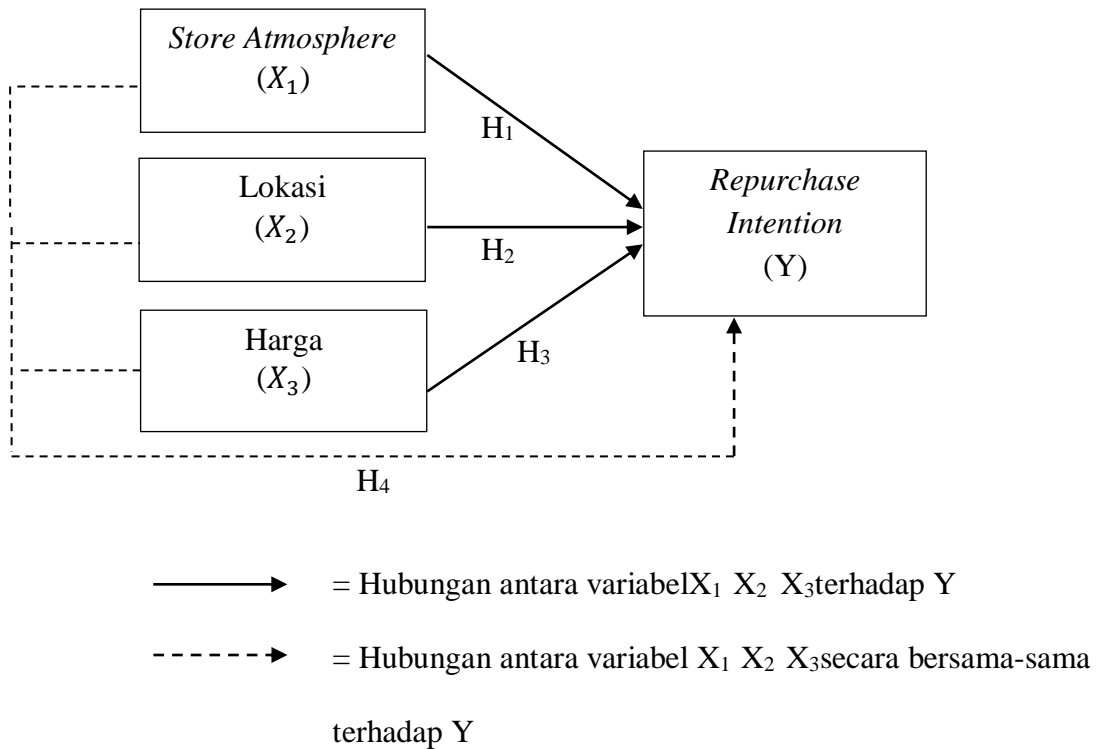 Store Atmosphere
(X₁)
H₁
Lokasi
(X₂)
H₂
Repurchase
Intention
(Y)
Harga
(X₃)
H₃
H₄
= Hubungan antara variabelX₁ X₂ X₃terhadap Y
= Hubungan antara variabel X₁ X₂ X₃secara bersama-sama
terhadap Y